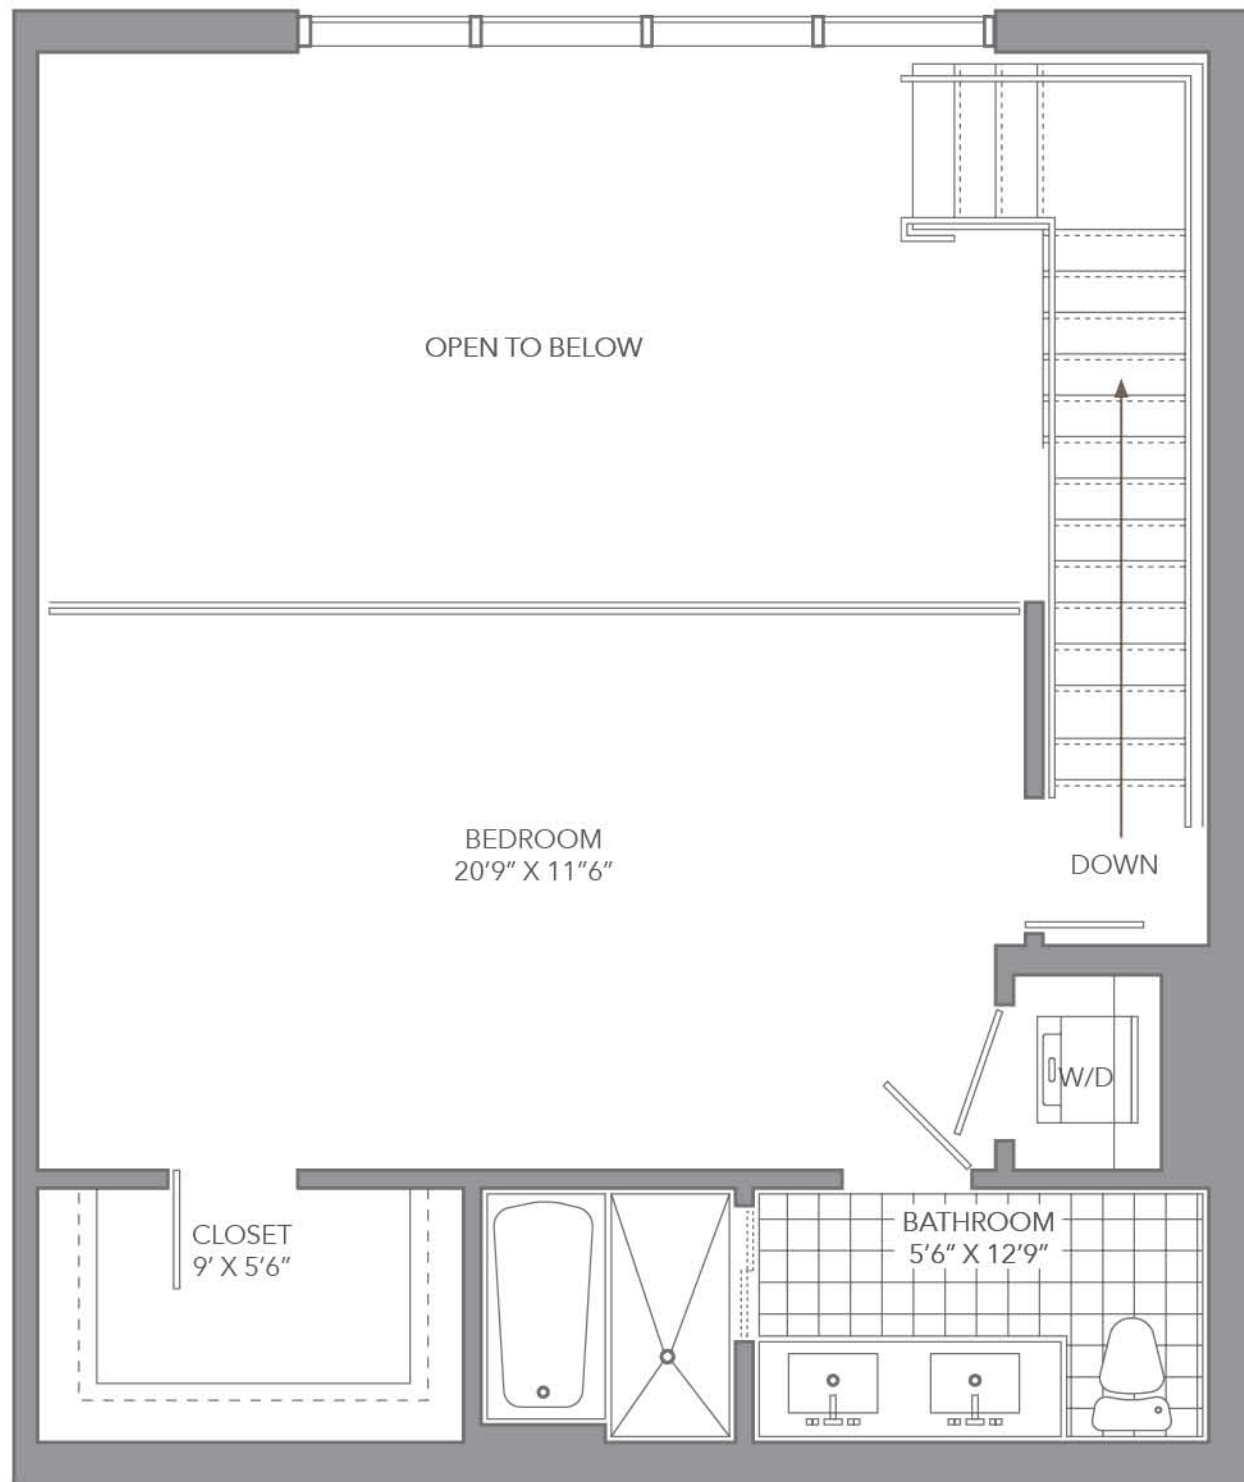 OPEN TO BELOW
BEDROOM
20’9” X 11”6”
DOWN
W/D
CLOSET
9’ X 5’6”
BATHROOM
5’6” X 12’9”